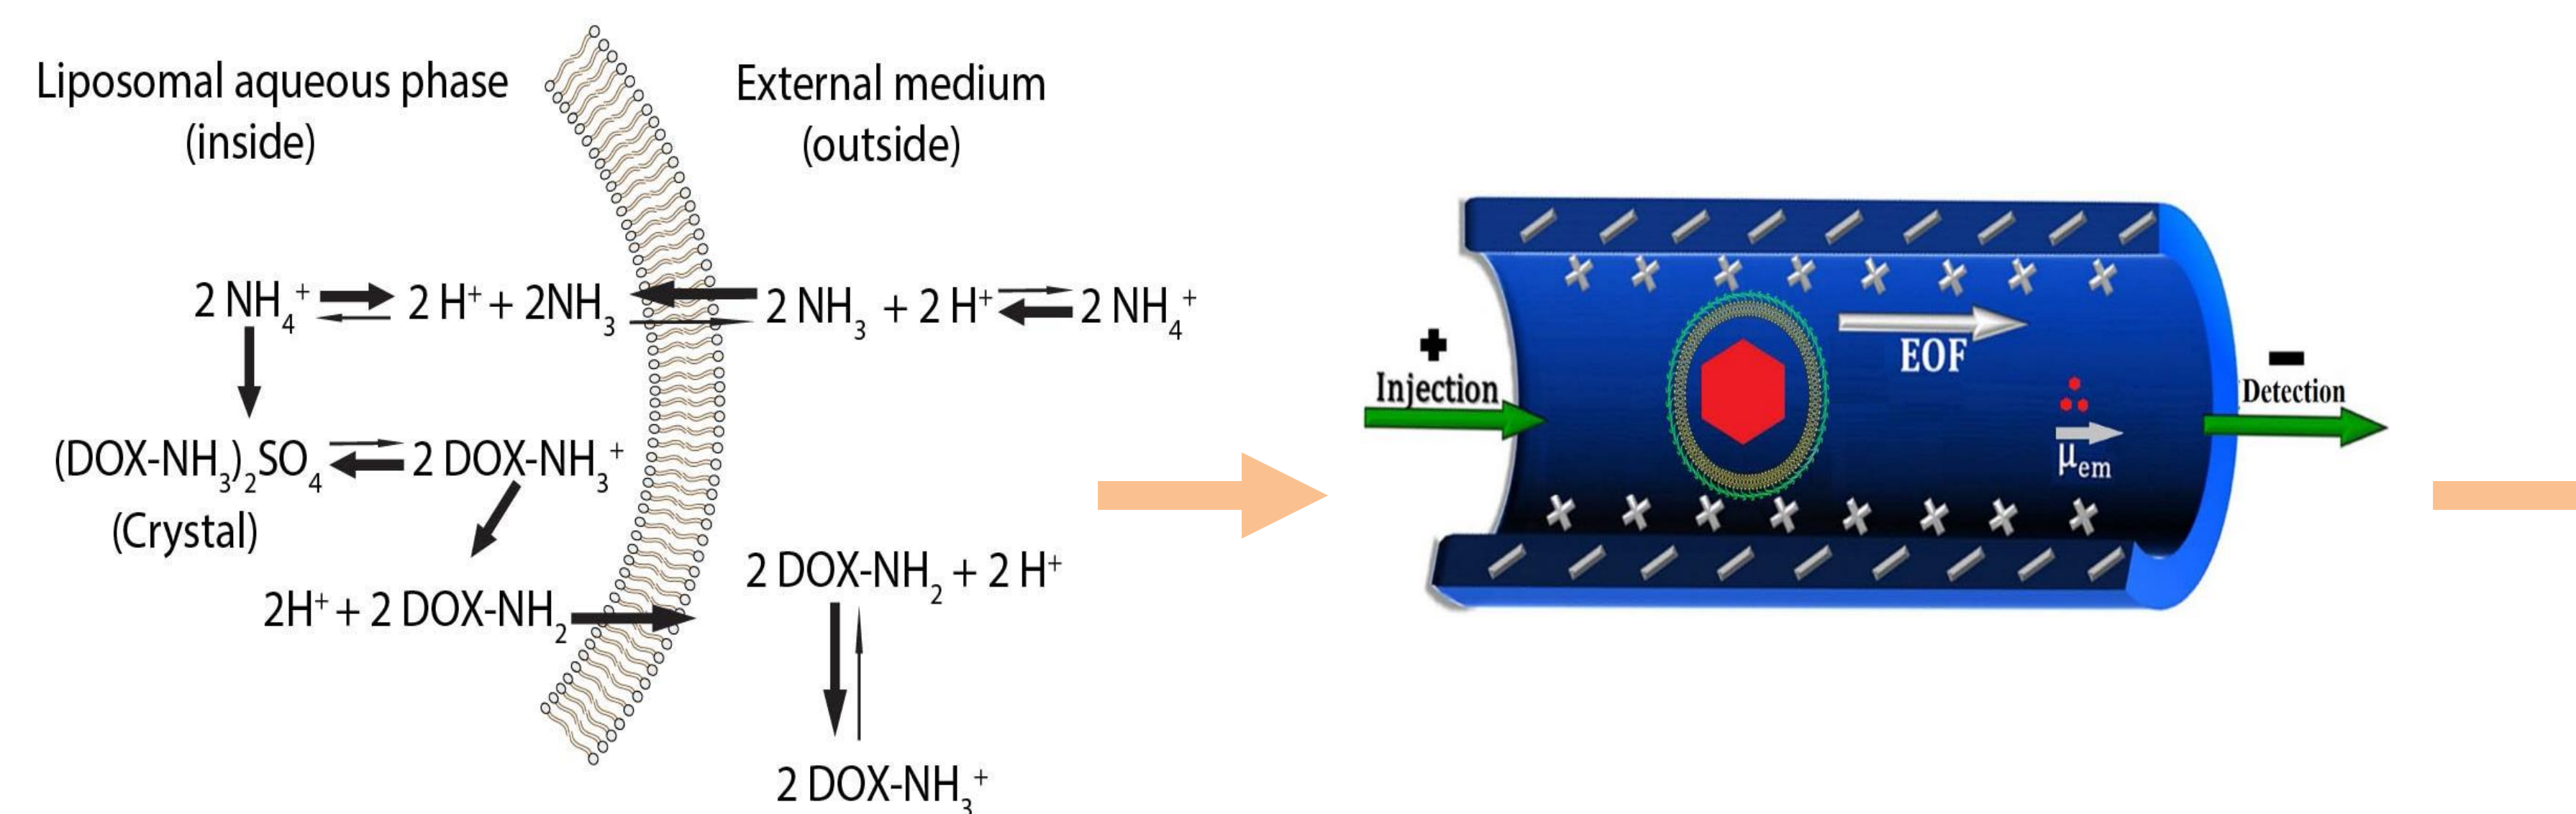 Liposomal aqueous phase
(inside)
External medium
(outside)
2 NH₄⁺ ⇌ 2 H⁺ + 2NH₃ ⇌ 2 NH₃ + 2 H⁺ ⇌ 2 NH₄⁺
(DOX-NH₃)₂SO₄ ⇌ 2 DOX-NH₃⁺
(Crystal)
2H⁺ + 2 DOX-NH₂ →
2 DOX-NH₂ + 2 H⁺
2 DOX-NH₃⁺
+
Injection
EOF
μem
−
Detection